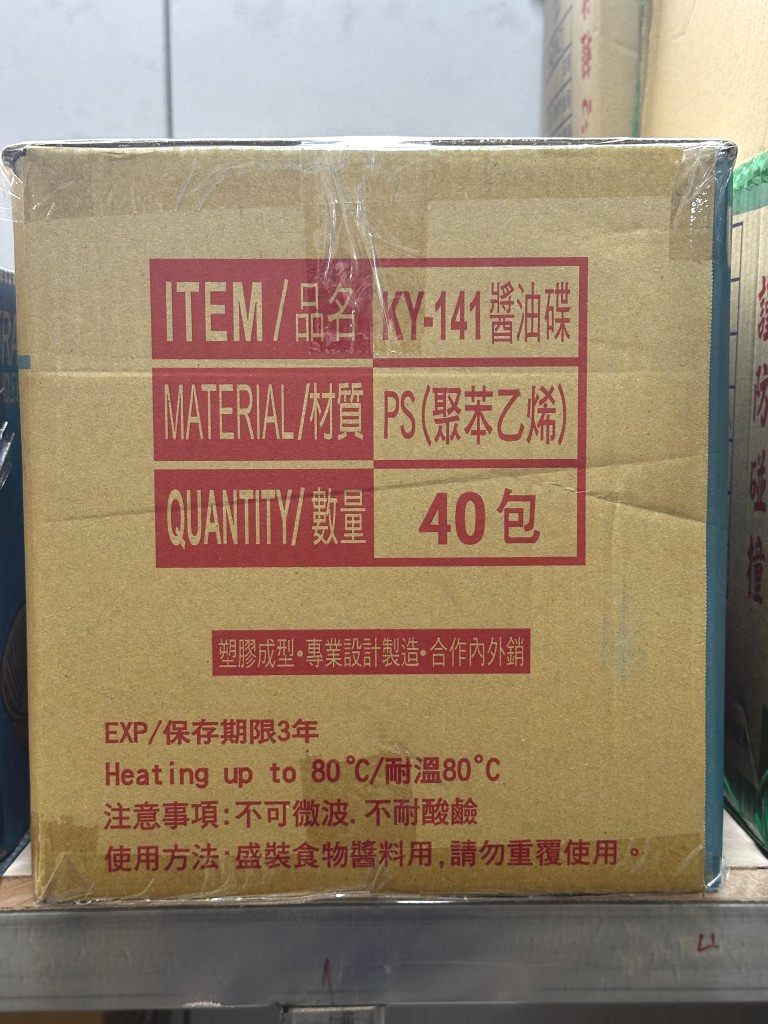 ITEM/品名 KY-141醬油碟
MATERIAL/材質 PS(聚苯乙烯)
QUANTITY/數量 40包
塑膠成型•專業設計製造•合作內外銷
EXP/保存期限3年
Heating up to 80°C/耐溫80°C
注意事項:不可微波.不耐酸鹼
使用方法:盛裝食物醬料用,請勿重覆使用。
謹防碰撞